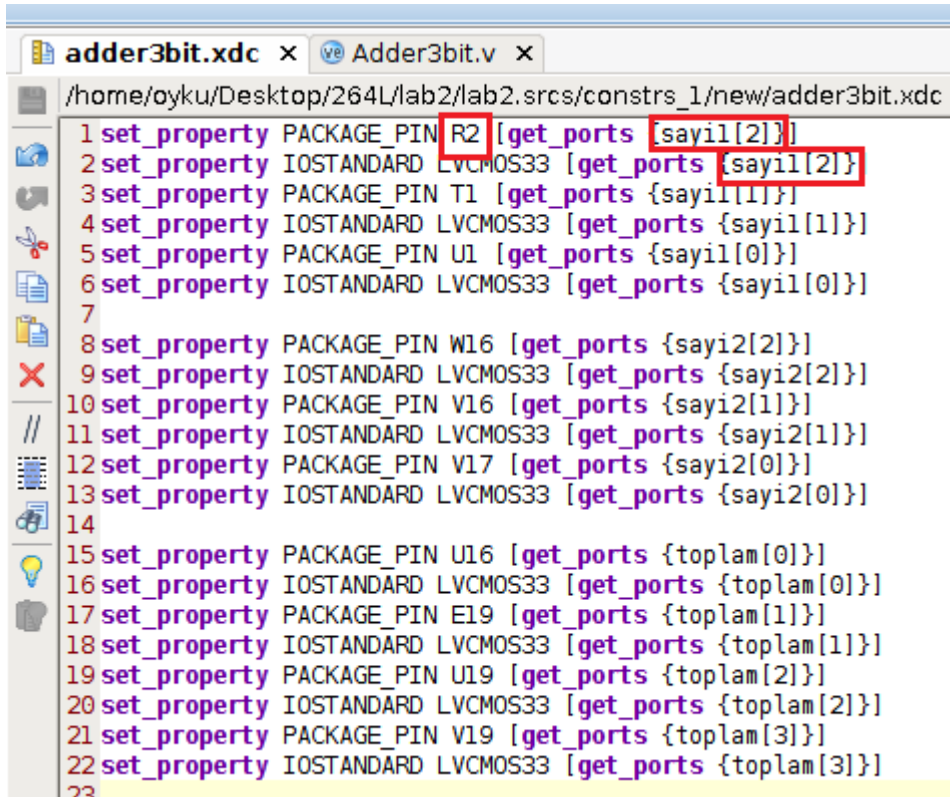 adder3bit.xdc × ve Adder3bit.v ×
/home/oyku/Desktop/264L/lab2/lab2.srcs/constrs_1/new/adder3bit.xdc
1 set_property PACKAGE_PIN R2 [get_ports {sayi1[2]}]
2 set_property IOSTANDARD LVCMOS33 [get_ports {sayi1[2]}
3 set_property PACKAGE_PIN T1 [get_ports {sayi1[1]}]
4 set_property IOSTANDARD LVCMOS33 [get_ports {sayi1[1]}]
5 set_property PACKAGE_PIN U1 [get_ports {sayi1[0]}]
6 set_property IOSTANDARD LVCMOS33 [get_ports {sayi1[0]}]
7
8 set_property PACKAGE_PIN W16 [get_ports {sayi2[2]}]
9 set_property IOSTANDARD LVCMOS33 [get_ports {sayi2[2]}]
10 set_property PACKAGE_PIN V16 [get_ports {sayi2[1]}]
11 set_property IOSTANDARD LVCMOS33 [get_ports {sayi2[1]}]
12 set_property PACKAGE_PIN V17 [get_ports {sayi2[0]}]
13 set_property IOSTANDARD LVCMOS33 [get_ports {sayi2[0]}]
14
15 set_property PACKAGE_PIN U16 [get_ports {toplam[0]}]
16 set_property IOSTANDARD LVCMOS33 [get_ports {toplam[0]}]
17 set_property PACKAGE_PIN E19 [get_ports {toplam[1]}]
18 set_property IOSTANDARD LVCMOS33 [get_ports {toplam[1]}]
19 set_property PACKAGE_PIN U19 [get_ports {toplam[2]}]
20 set_property IOSTANDARD LVCMOS33 [get_ports {toplam[2]}]
21 set_property PACKAGE_PIN V19 [get_ports {toplam[3]}]
22 set_property IOSTANDARD LVCMOS33 [get_ports {toplam[3]}]
23